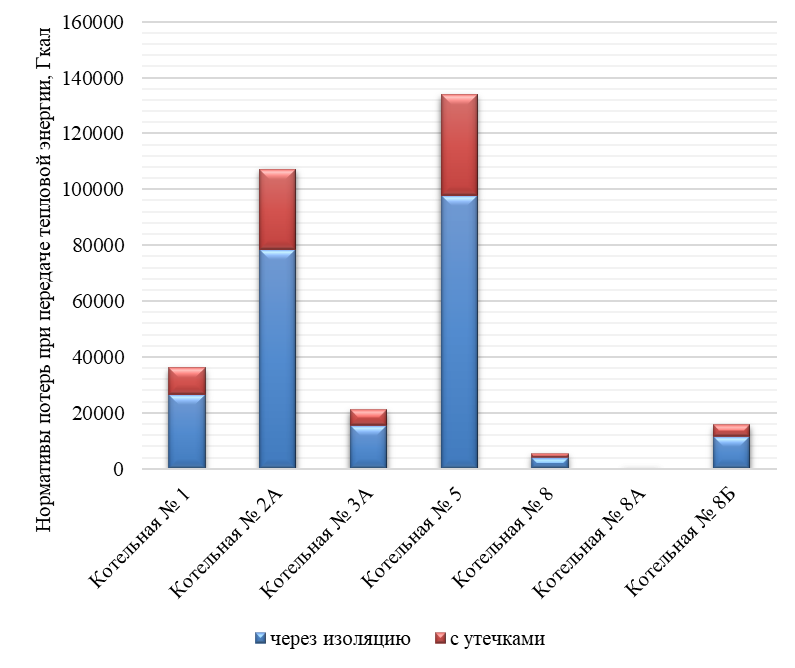 Нормативы потерь при передаче тепловой энергии, Гкал
160000
140000
120000
100000
80000
60000
40000
20000
0
Котельная № 1
Котельная № 2А
Котельная № 3А
Котельная № 5
Котельная № 8
Котельная № 8А
Котельная № 8Б
через изоляцию
с утечками